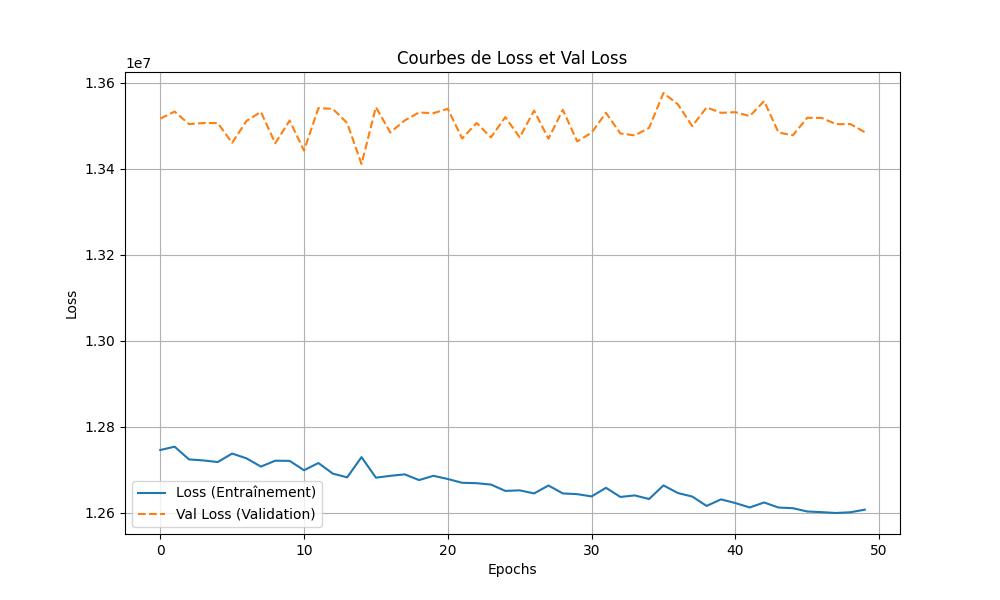 Courbes de Loss et Val Loss
1e7
1.36
1.34
1.32
1.30
1.28
1.26
Loss
Loss (Entraînement)
Val Loss (Validation)
0 10 20 30 40 50
Epochs